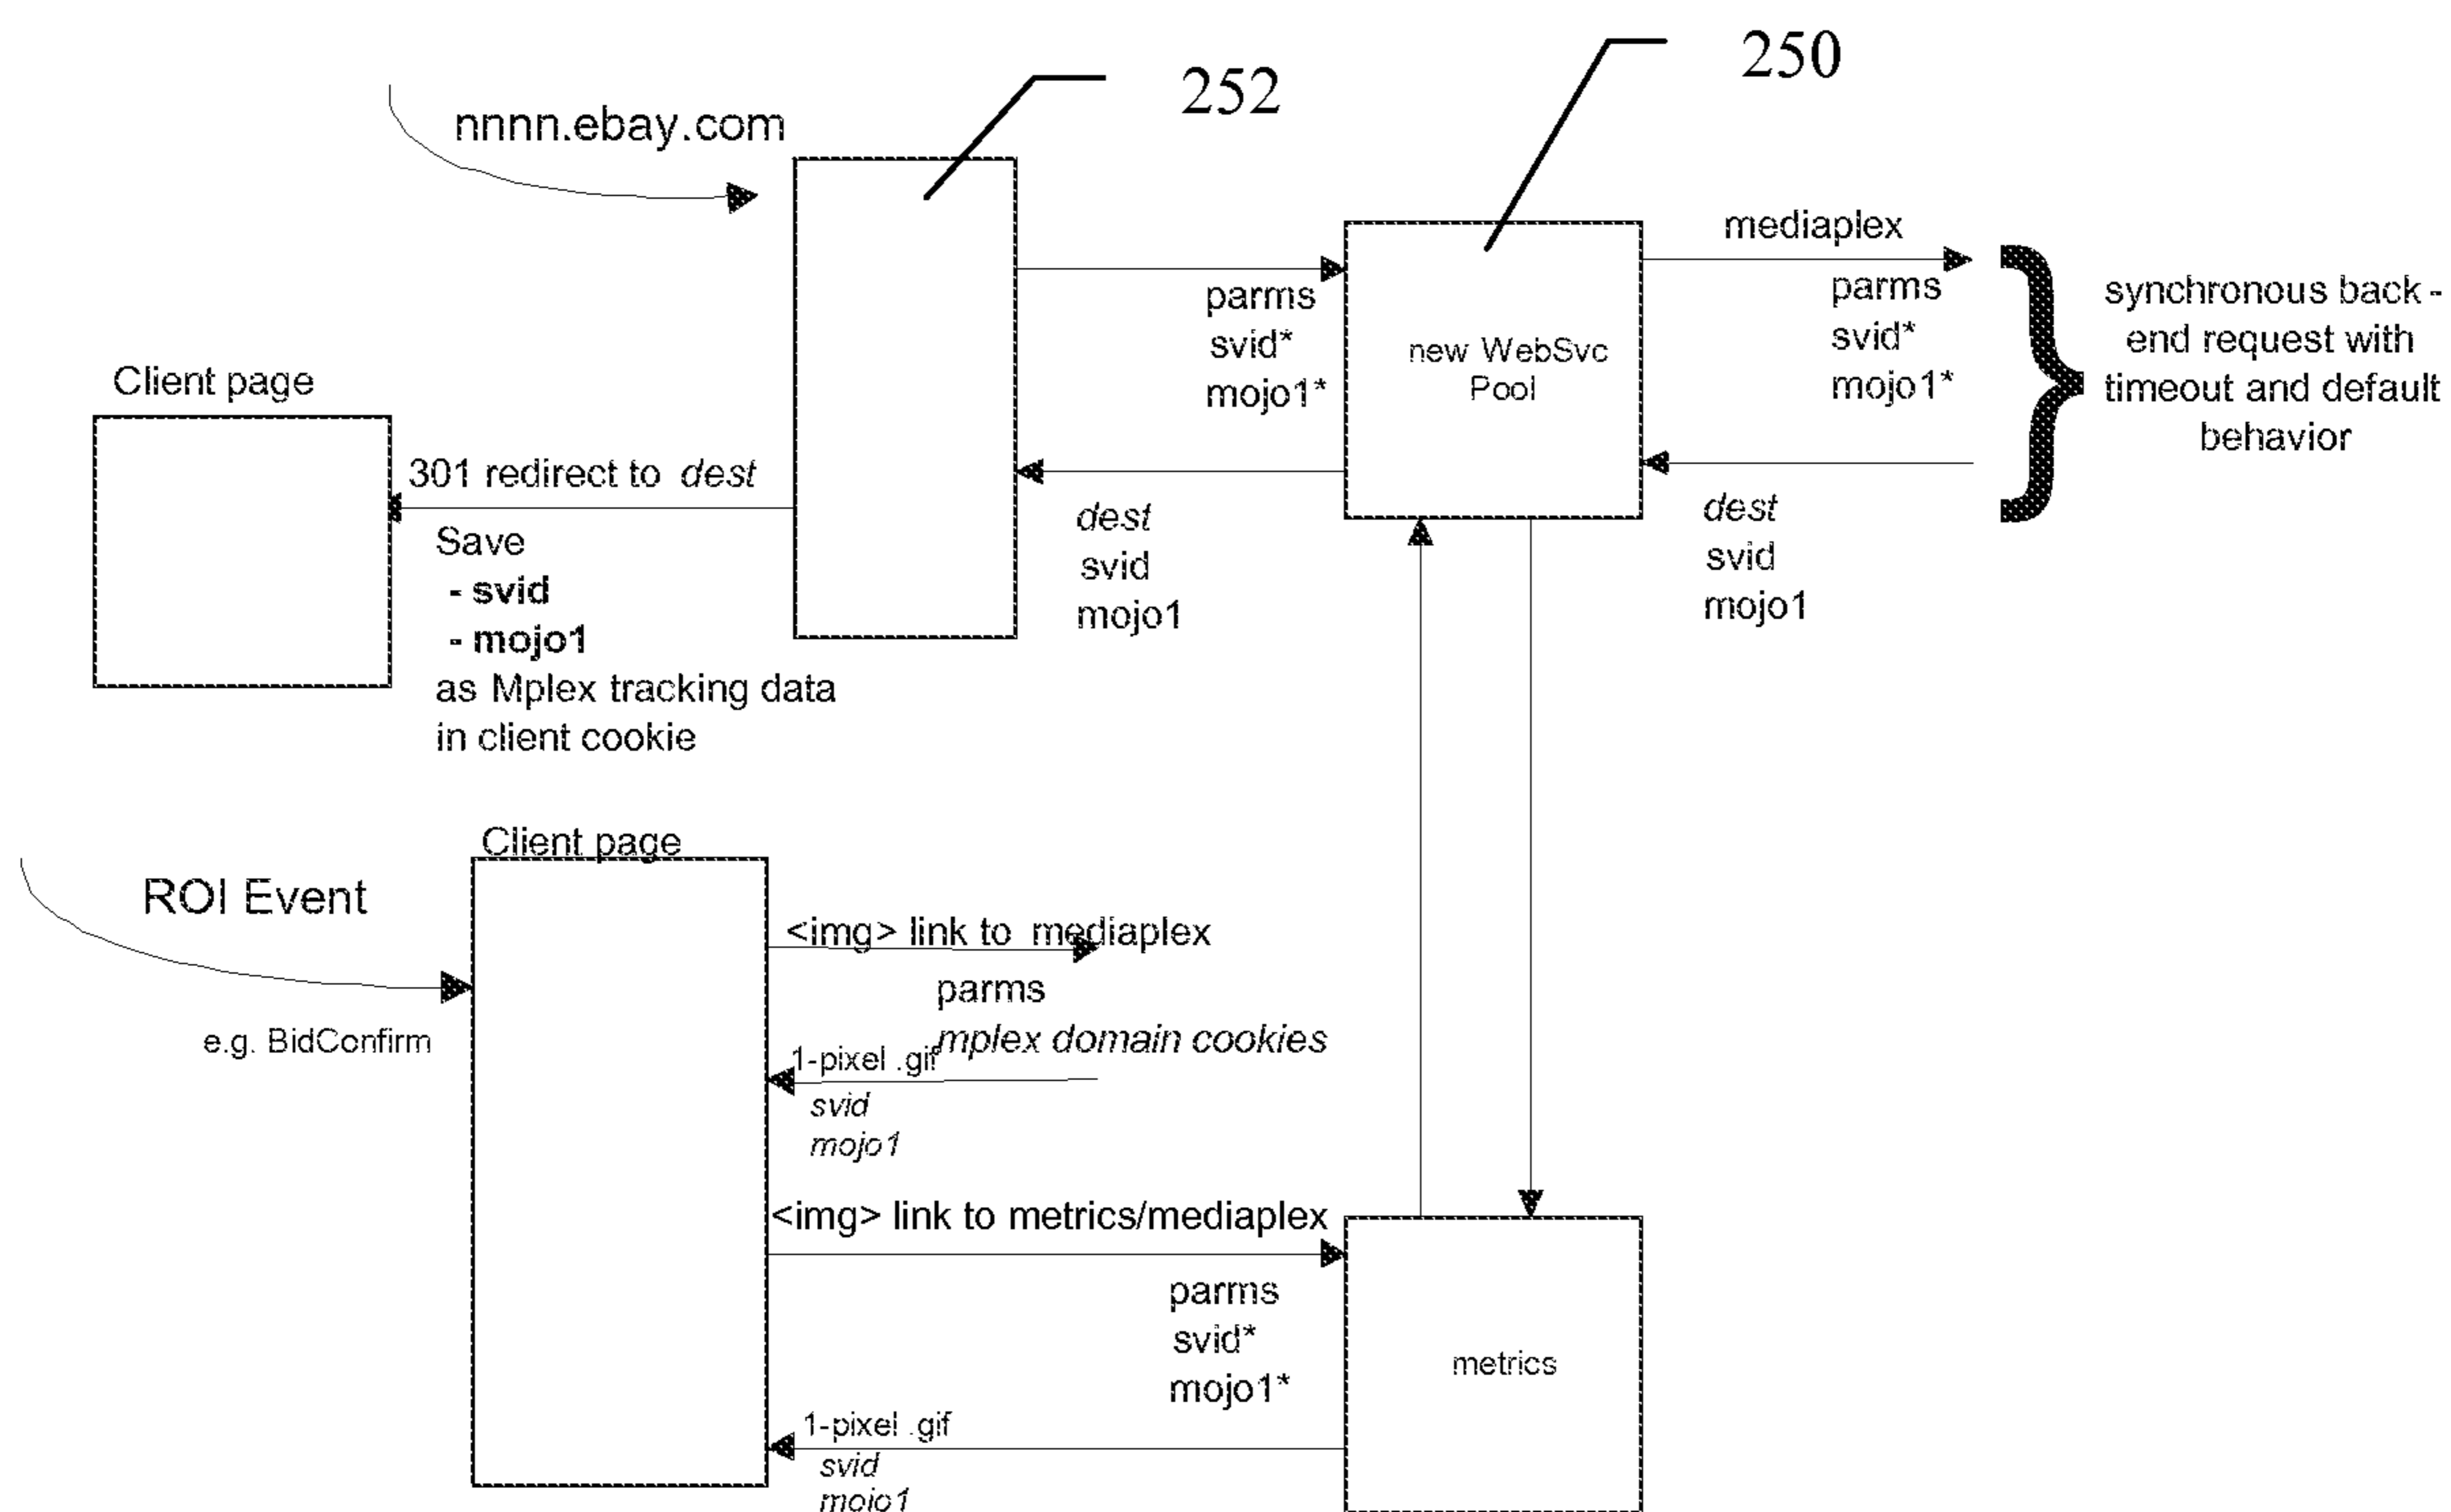 252
250
nnnn.ebay.com
mediaplex
parms
svid*
mojo1*
new WebSvc
Pool
parms
svid*
mojo1*
synchronous back -
end request with
timeout and default
behavior
Client page
301 redirect to dest
Save
- svid
- mojo1
as Mplex tracking data
in client cookie
dest
svid
mojo1
dest
svid
mojo1
Client page
ROI Event
e.g. BidConfirm
<img> link to mediaplex
parms
mplex domain cookies
1-pixel .gif
svid
mojo1
<img> link to metrics/mediaplex
parms
svid*
mojo1*
metrics
1-pixel .gif
svid
mojo1